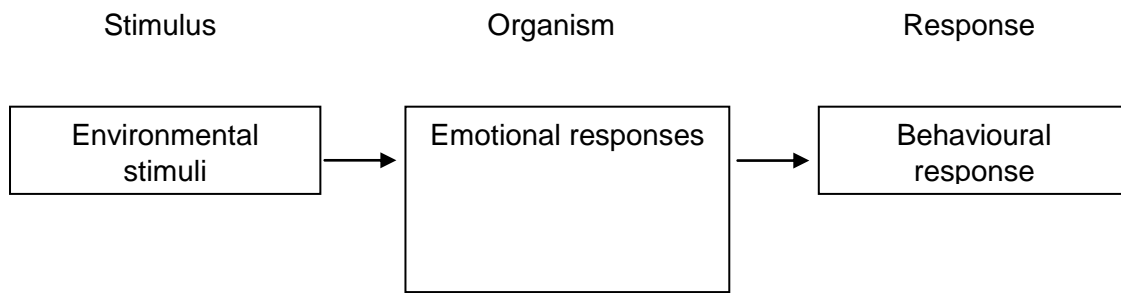 Stimulus Organism Response
Environmental
stimuli
Emotional responses
Behavioural
response